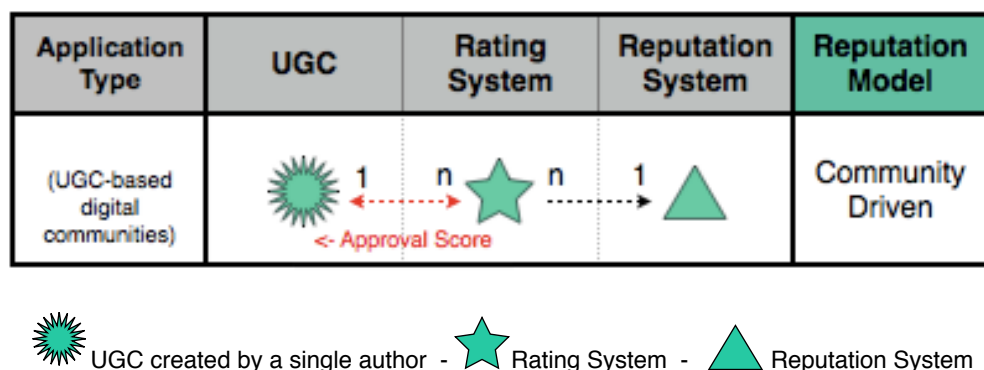 Application Type
UGC
Rating System
Reputation System
Reputation Model
(UGC-based digital communities)
1
n
n
1
<- Approval Score
Community Driven
UGC created by a single author - Rating System - Reputation System